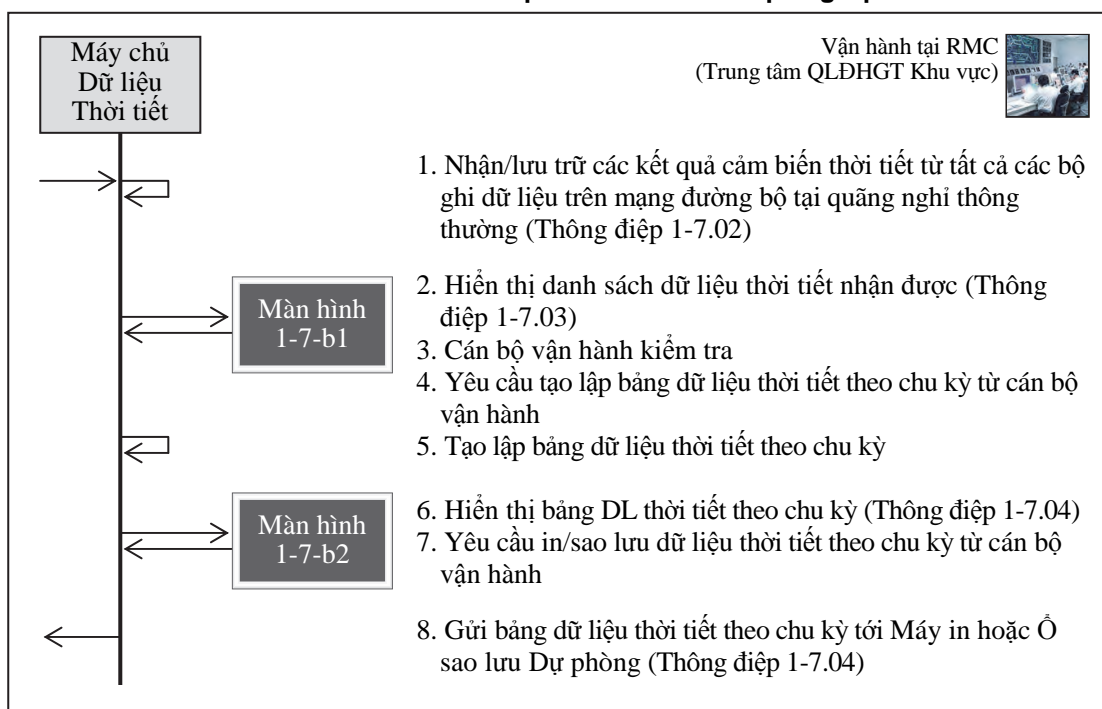 Máy chủ
Dữ liệu
Thời tiết
Vận hành tại RMC
(Trung tâm QLĐHGT Khu vực)
1. Nhận/lưu trữ các kết quả cảm biến thời tiết từ tất cả các bộ
ghi dữ liệu trên mạng đường bộ tại quãng nghỉ thông
thường (Thông điệp 1-7.02)
Màn hình
1-7-b1
2. Hiển thị danh sách dữ liệu thời tiết nhận được (Thông
điệp 1-7.03)
3. Cán bộ vận hành kiểm tra
4. Yêu cầu tạo lập bảng dữ liệu thời tiết theo chu kỳ từ cán bộ
vận hành
5. Tạo lập bảng dữ liệu thời tiết theo chu kỳ
Màn hình
1-7-b2
6. Hiển thị bảng DL thời tiết theo chu kỳ (Thông điệp 1-7.04)
7. Yêu cầu in/sao lưu dữ liệu thời tiết theo chu kỳ từ cán bộ
vận hành
8. Gửi bảng dữ liệu thời tiết theo chu kỳ tới Máy in hoặc Ổ
sao lưu Dự phòng (Thông điệp 1-7.04)